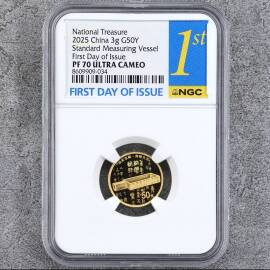 National Treasure
2025 China 3g G50Y
Standard Measuring Vessel
First Day of Issue
PF 70 ULTRA CAMEO
8609909-034
1st
FIRST DAY OF ISSUE
NGC
50